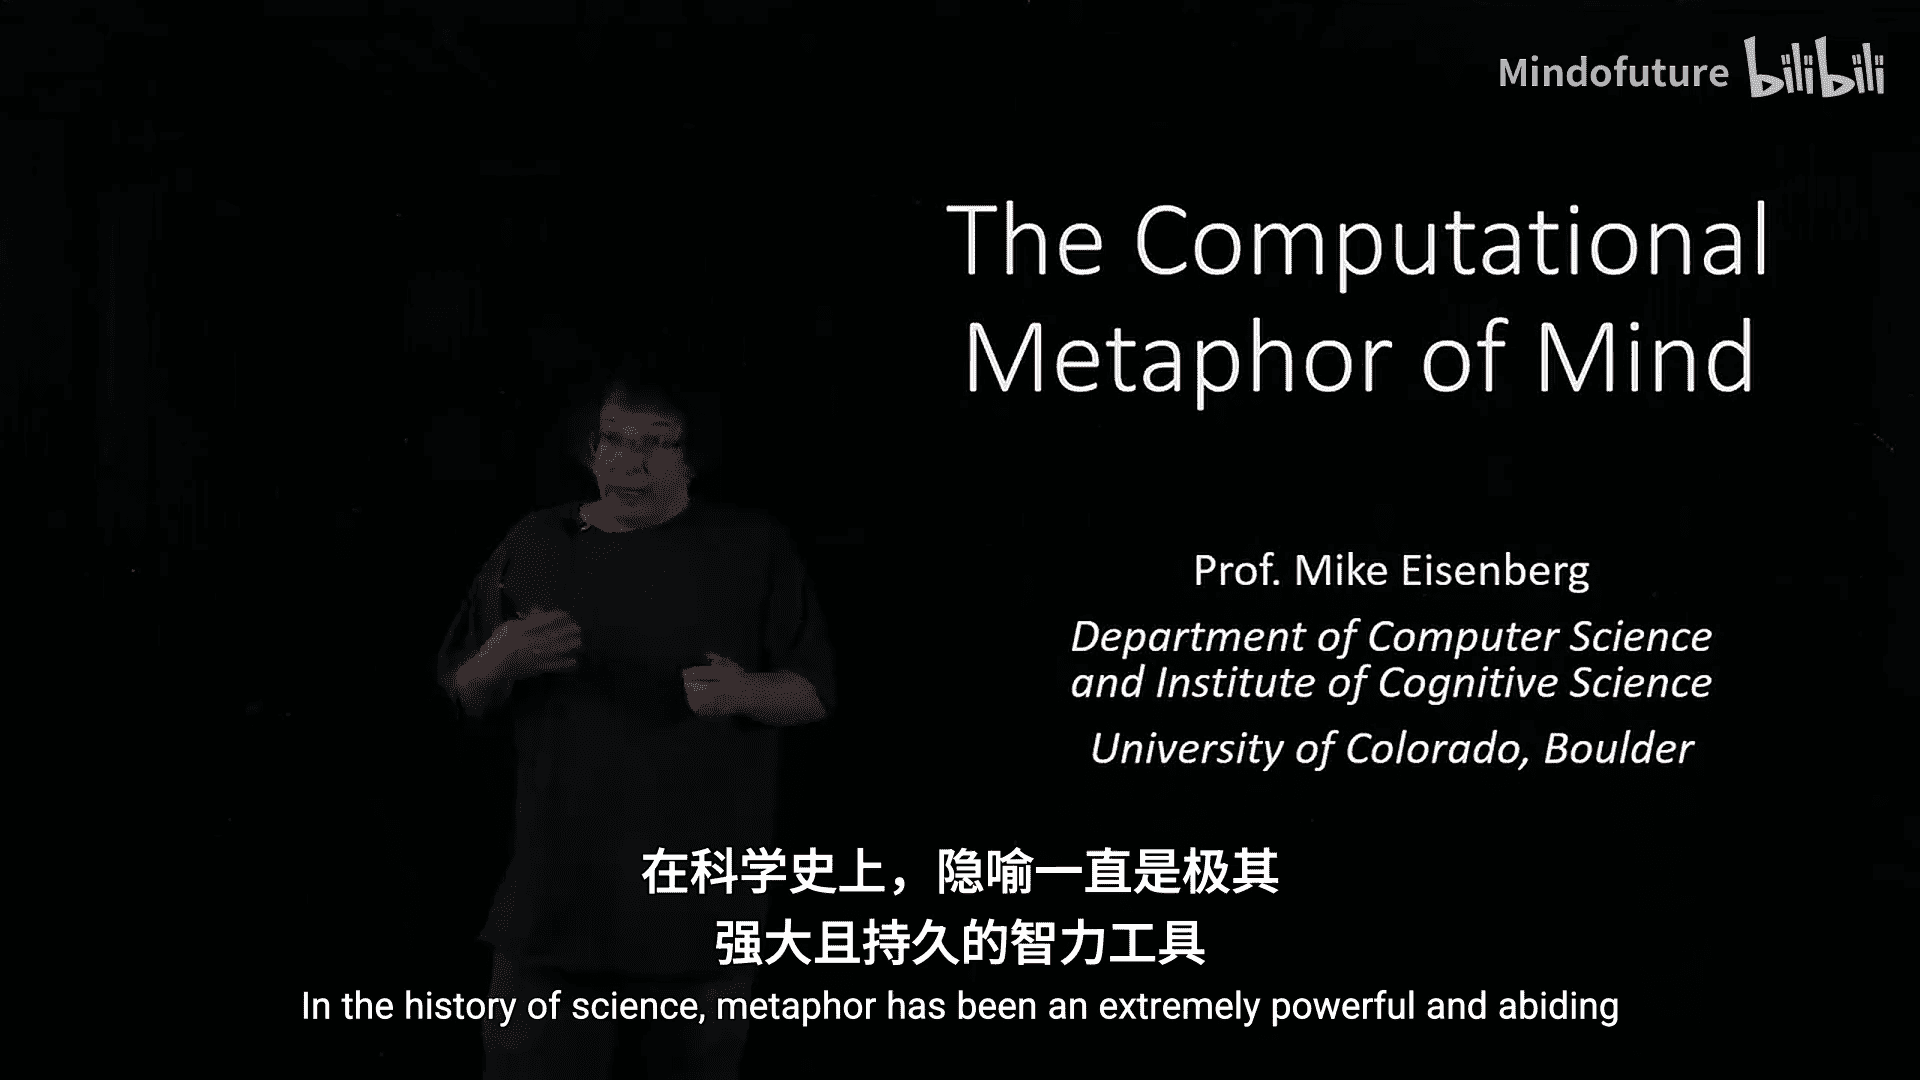 Mindofuture bilibili
The Computational
Metaphor of Mind
Prof. Mike Eisenberg
Department of Computer Science
and Institute of Cognitive Science
University of Colorado, Boulder
在科学史上，隐喻一直是极其
强大且持久的智力工具
In the history of science, metaphor has been an extremely powerful and abiding